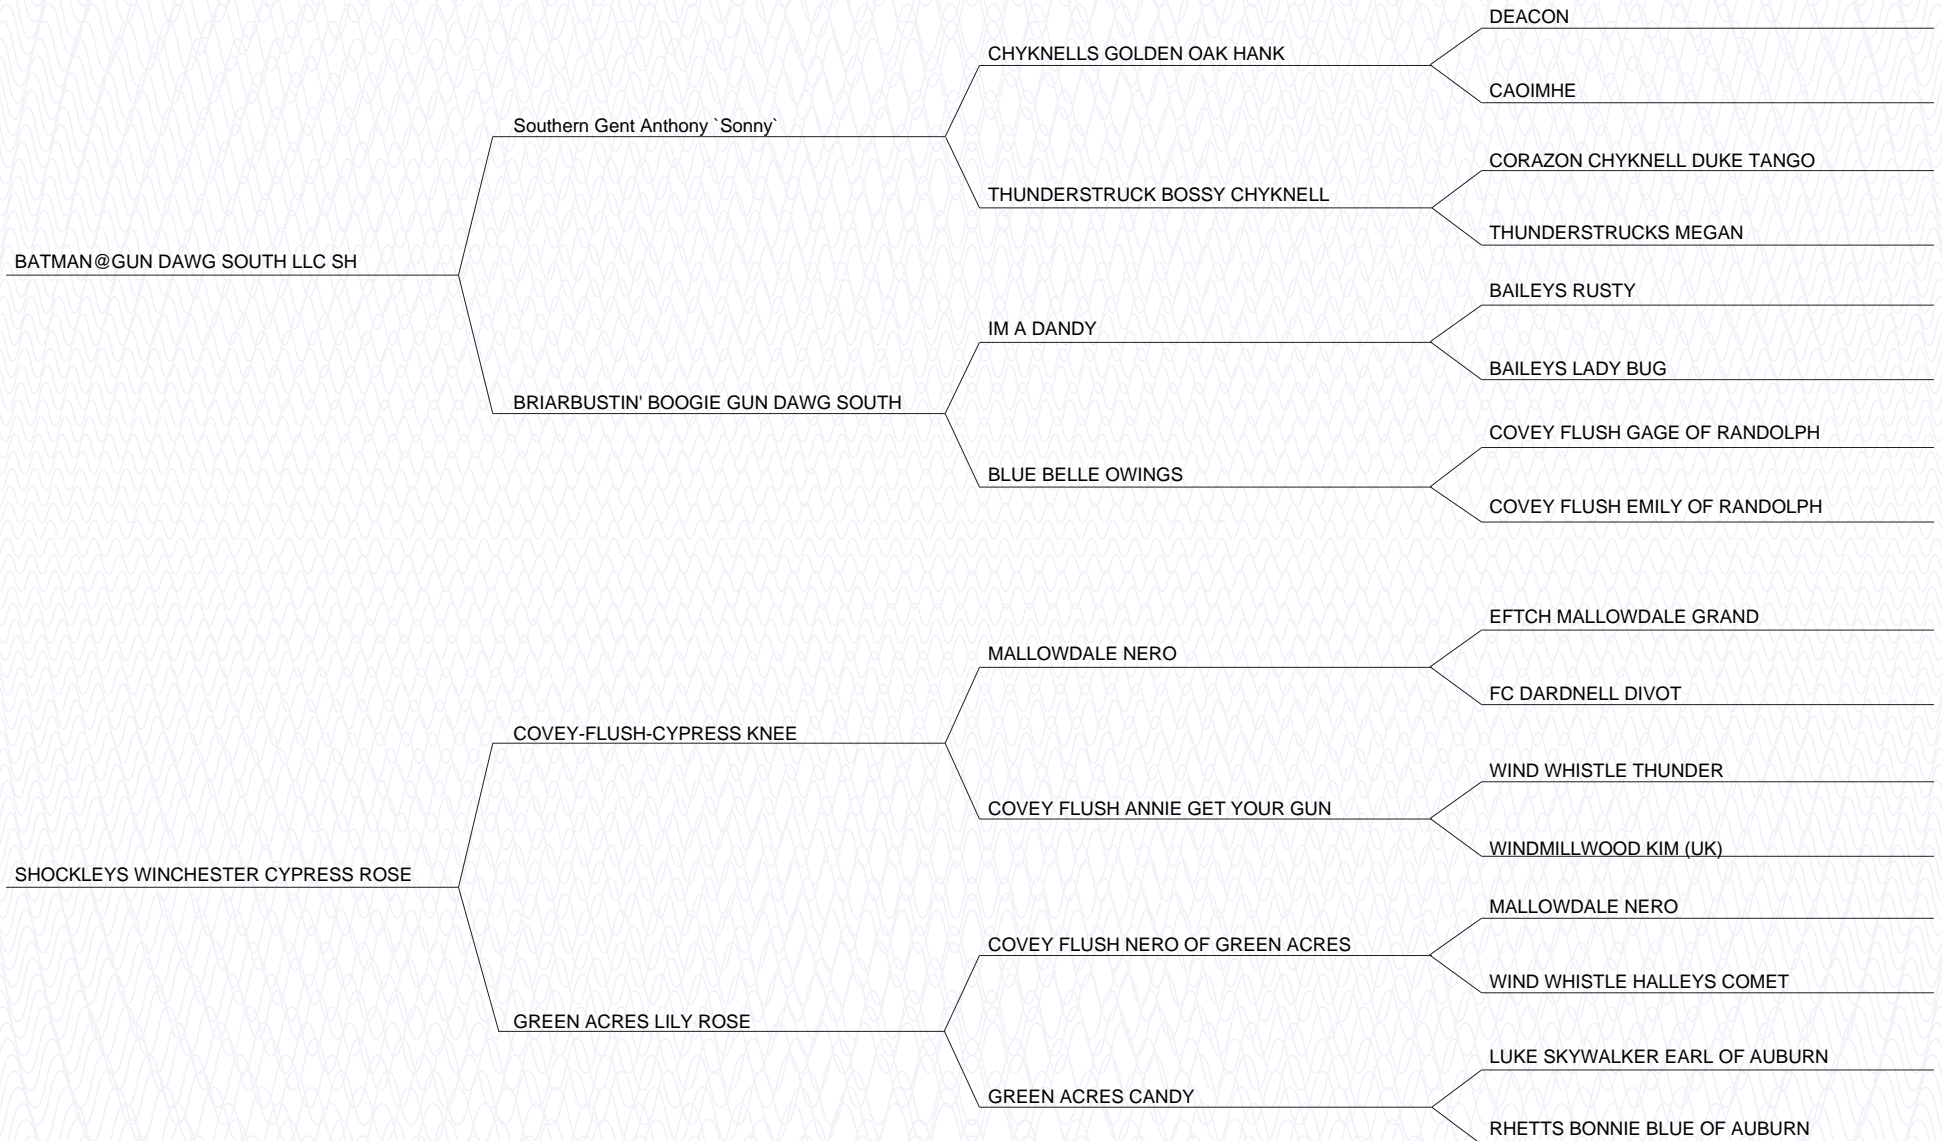 DEACON
CHYKNELLS GOLDEN OAK HANK
CAOIMHE
Southern Gent Anthony `Sonny`
CORAZON CHYKNELL DUKE TANGO
THUNDERSTRUCK BOSSY CHYKNELL
THUNDERSTRUCKS MEGAN
BATMAN@GUN DAWG SOUTH LLC SH
BAILEYS RUSTY
IM A DANDY
BAILEYS LADY BUG
BRIARBUSTIN' BOOGIE GUN DAWG SOUTH
COVEY FLUSH GAGE OF RANDOLPH
BLUE BELLE OWINGS
COVEY FLUSH EMILY OF RANDOLPH
EFTCH MALLOWDALE GRAND
MALLOWDALE NERO
FC DARDNELL DIVOT
COVEY-FLUSH-CYPRESS KNEE
WIND WHISTLE THUNDER
COVEY FLUSH ANNIE GET YOUR GUN
WINDMILLWOOD KIM (UK)
SHOCKLEYS WINCHESTER CYPRESS ROSE
MALLOWDALE NERO
COVEY FLUSH NERO OF GREEN ACRES
WIND WHISTLE HALLEYS COMET
GREEN ACRES LILY ROSE
LUKE SKYWALKER EARL OF AUBURN
GREEN ACRES CANDY
RHETTS BONNIE BLUE OF AUBURN